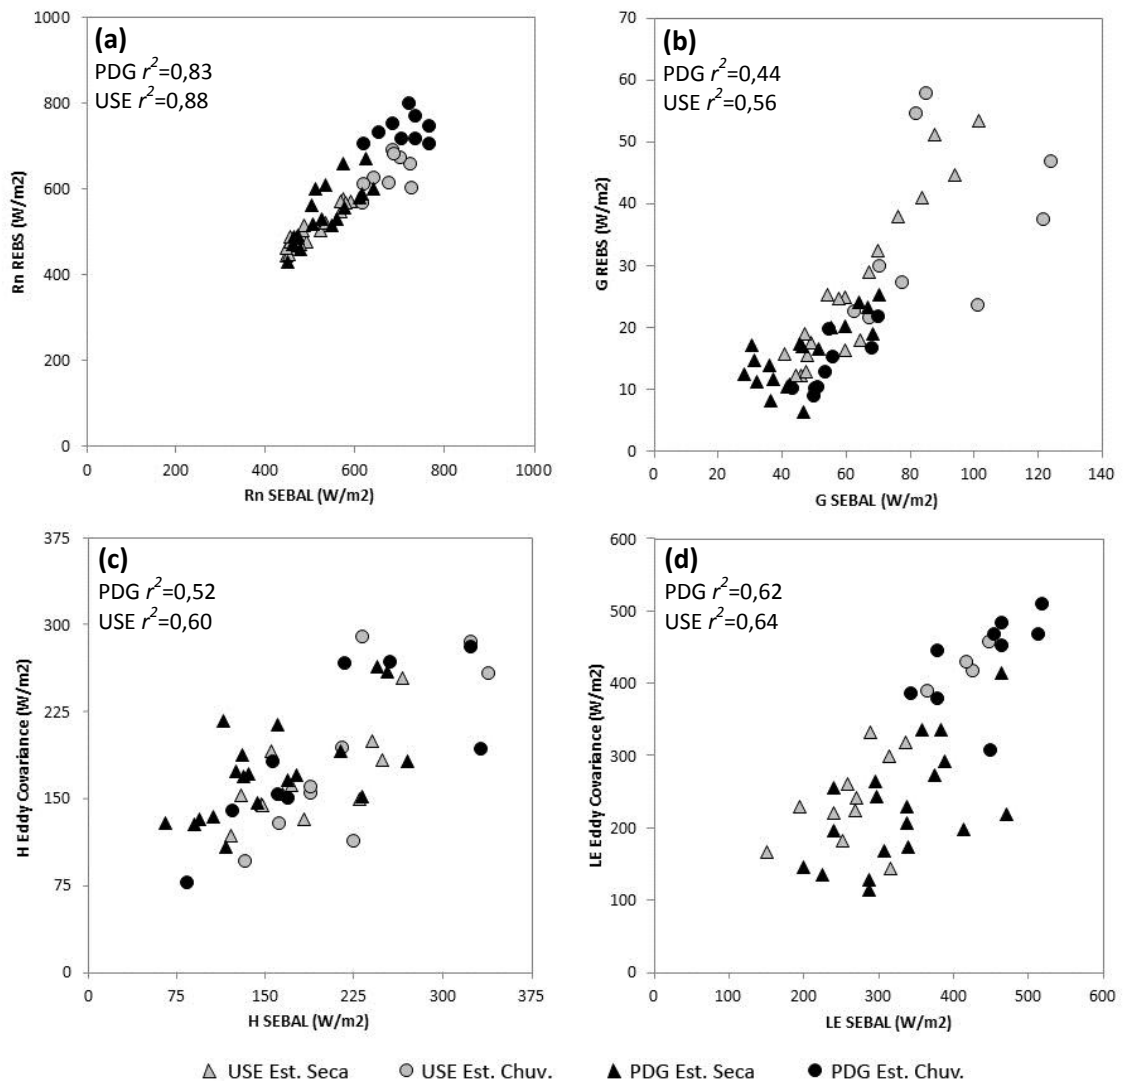 (a)
PDG r²=0,83
USE r²=0,88
1000
800
600
400
200
0
Rn REBS (W/m2)
0 200 400 600 800 1000
Rn SEBAL (W/m2)
(b)
PDG r²=0,44
USE r²=0,56
70
60
50
40
30
20
10
0
G REBS (W/m2)
0 20 40 60 80 100 120 140
G SEBAL (W/m2)
(c)
PDG r²=0,52
USE r²=0,60
375
300
225
150
75
0
H Eddy Covariance (W/m2)
0 75 150 225 300 375
H SEBAL (W/m2)
(d)
PDG r²=0,62
USE r²=0,64
600
500
400
300
200
100
0
LE Eddy Covariance (W/m2)
0 100 200 300 400 500 600
LE SEBAL (W/m2)
USE Est. Seca USE Est. Chuv. PDG Est. Seca PDG Est. Chuv.